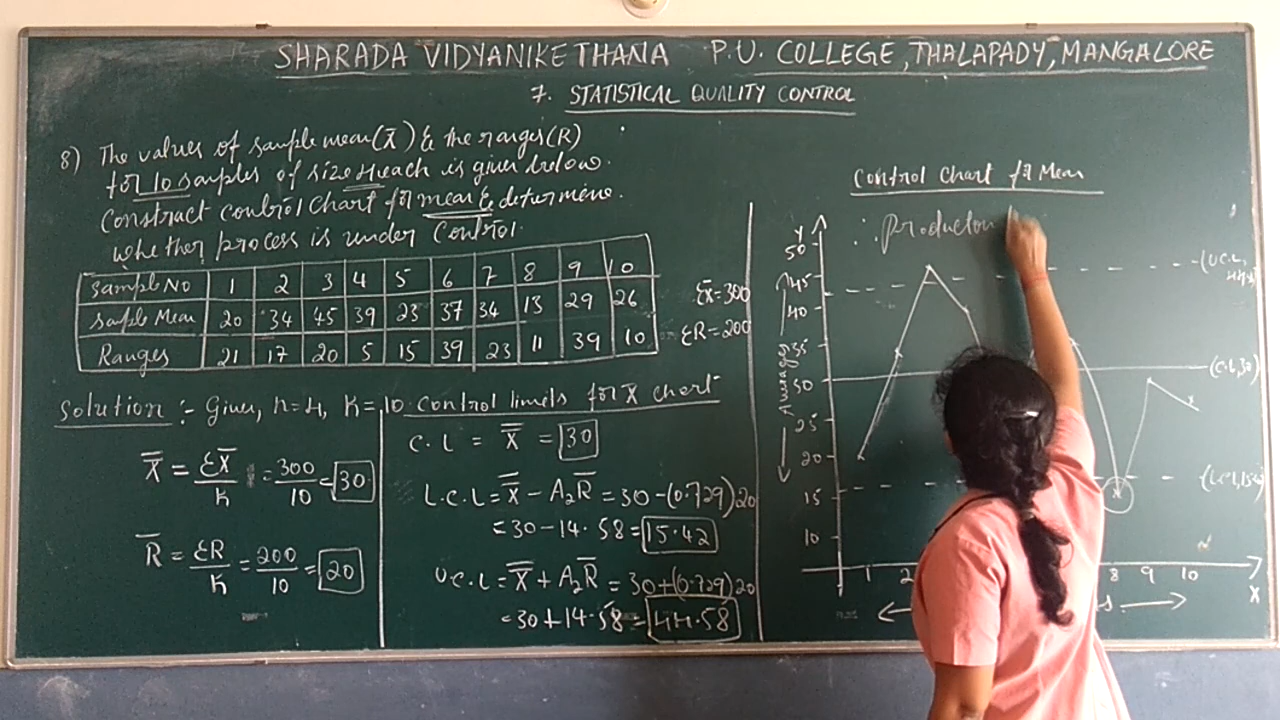 SHARADA VIDYANIKETHANA P.U. COLLEGE, THALAPADY, MANGALORE
7. STATISTICAL QUALITY CONTROL
8) The values of sample mean (X̄) & the ranges (R)
for 10 samples of size 4 each is given below.
Construct control chart for mean & determine
whether process is under control.
Sample No 1 2 3 4 5 6 7 8 9 10
Saple Mean 20 34 45 39 23 37 34 13 29 26
Ranges 21 17 20 5 15 39 23 11 39 10
ΣX̄ = 300
ΣR = 200
Solution :- Given, n=4, K=10
X̿ = ΣX̄/k = 300/10 = 30
R̄ = ΣR/k = 200/10 = 20
control limits for X̄ chart
C.L = X̿ = 30
L.C.L = X̿ - A₂R̄ = 30-(0.729)20
= 30-14.58 = 15.42
U.C.L = X̿ + A₂R̄ = 30+(0.729)20
= 30+14.58 = 44.58
Control Chart for Mean
∴ Producton
Y
50
45
40
35
30
25
20
15
10
(C.L, 30)
1 2 8 9 10 X